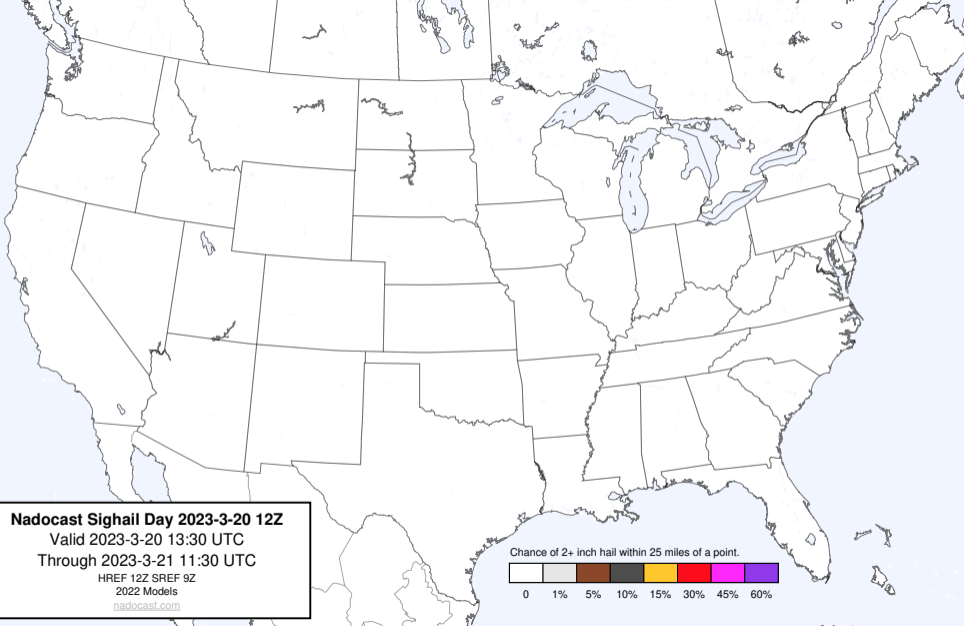 Nadocast Sighail Day 2023-3-20 12Z
Valid 2023-3-20 13:30 UTC
Through 2023-3-21 11:30 UTC
HREF 12Z SREF 9Z
2022 Models
nadocast.com
Chance of 2+ inch hail within 25 miles of a point.
0 1% 5% 10% 15% 30% 45% 60%